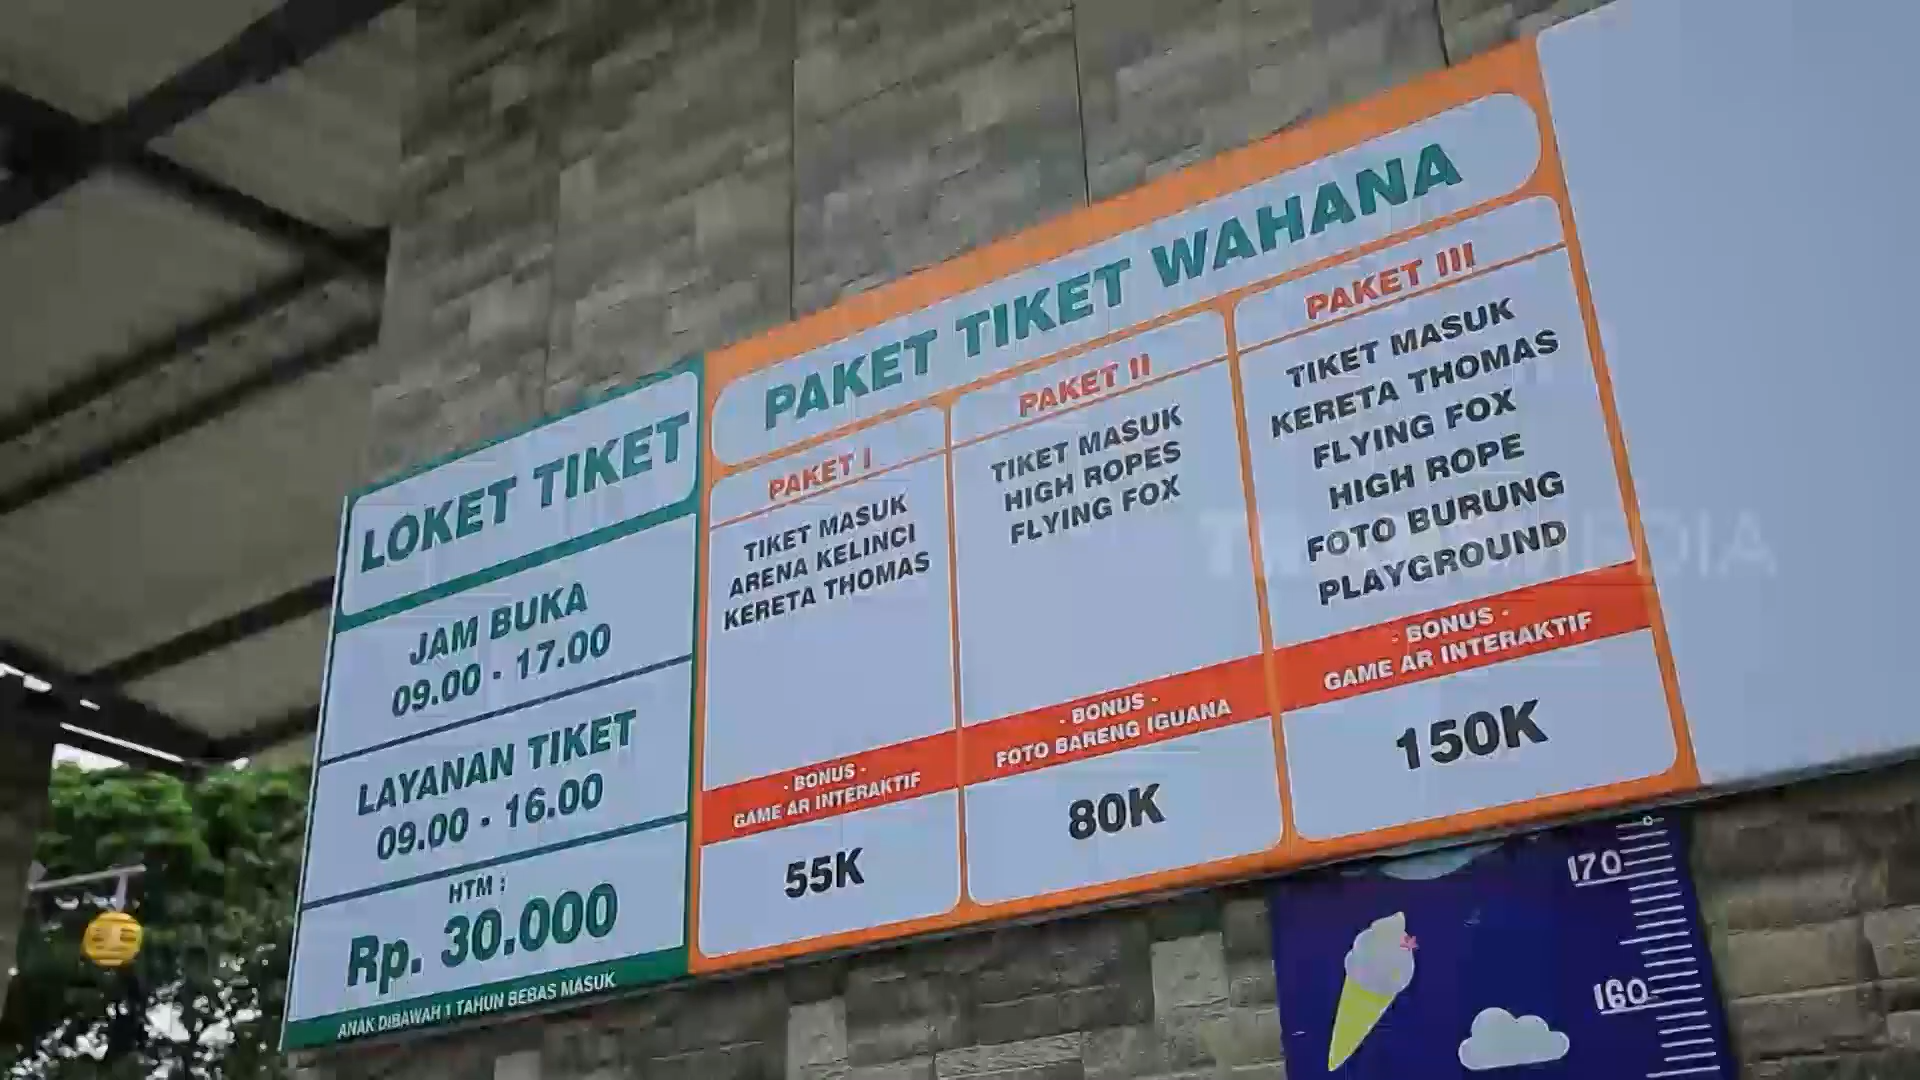 LOKET TIKET
JAM BUKA
09.00 - 17.00
LAYANAN TIKET
09.00 - 16.00
HTM :
Rp. 30.000
ANAK DIBAWAH 1 TAHUN BEBAS MASUK
PAKET TIKET WAHANA
PAKET I
TIKET MASUK
ARENA KELINCI
KERETA THOMAS
- BONUS -
GAME AR INTERAKTIF
55K
PAKET II
TIKET MASUK
HIGH ROPES
FLYING FOX
- BONUS -
FOTO BARENG IGUANA
80K
PAKET III
TIKET MASUK
KERETA THOMAS
FLYING FOX
HIGH ROPE
FOTO BURUNG
PLAYGROUND
- BONUS -
GAME AR INTERAKTIF
150K
170
160